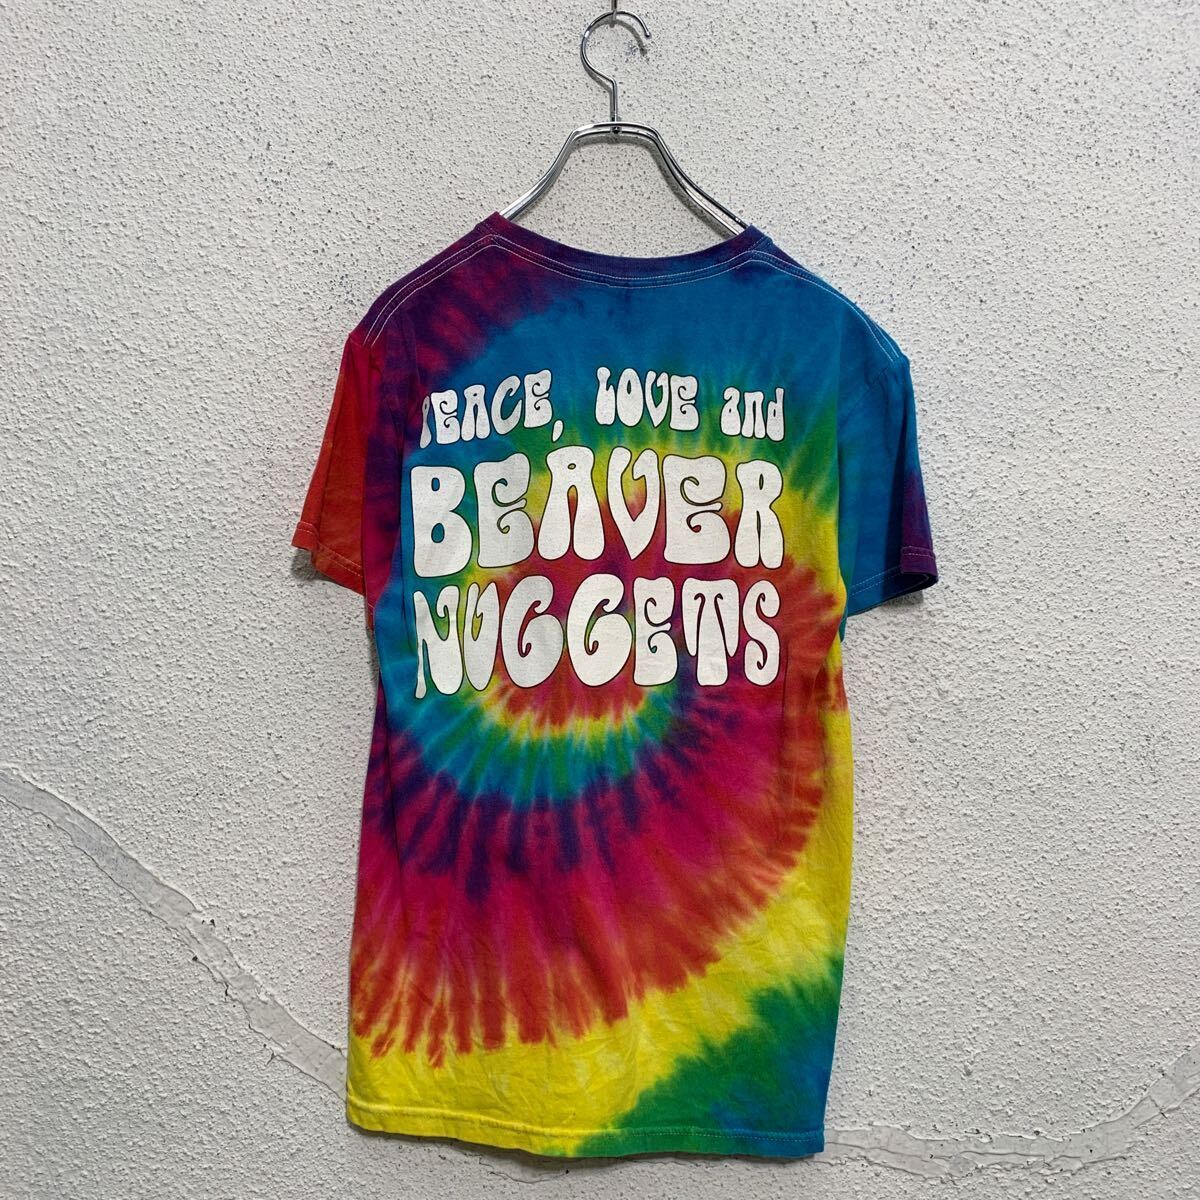 PEACE, LOVE and
BEAVER
NUGGETS